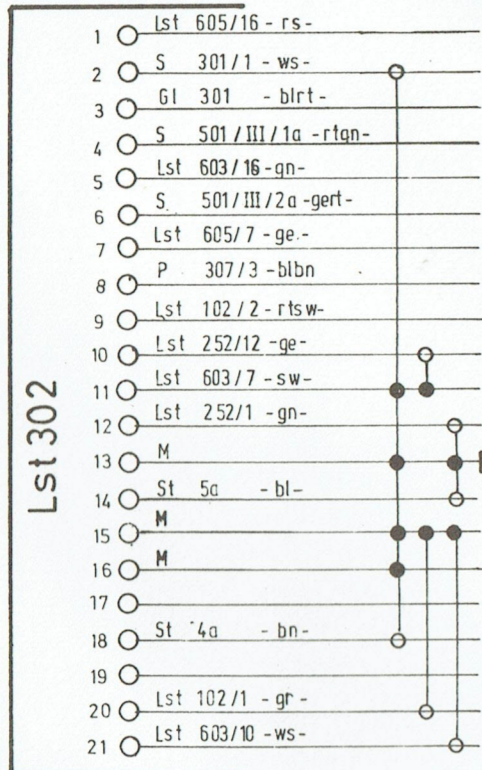 1 Lst 605/16 - rs -
2 S 301/1 - ws -
3 Gl 301 - blrt -
4 S 501/III/1a - rtgn -
5 Lst 603/16 - gn -
6 S 501/III/2a - gert -
7 Lst 605/7 - ge -
8 P 307/3 - blbn
9 Lst 102/2 - rtsw -
10 Lst 252/12 - ge -
11 Lst 603/7 - sw -
12 Lst 252/1 - gn -
13 M
14 St 5a - bl -
15 M
16 M
17
18 St 4a - bn -
19
20 Lst 102/1 - gr -
21 Lst 603/10 - ws -
Lst302